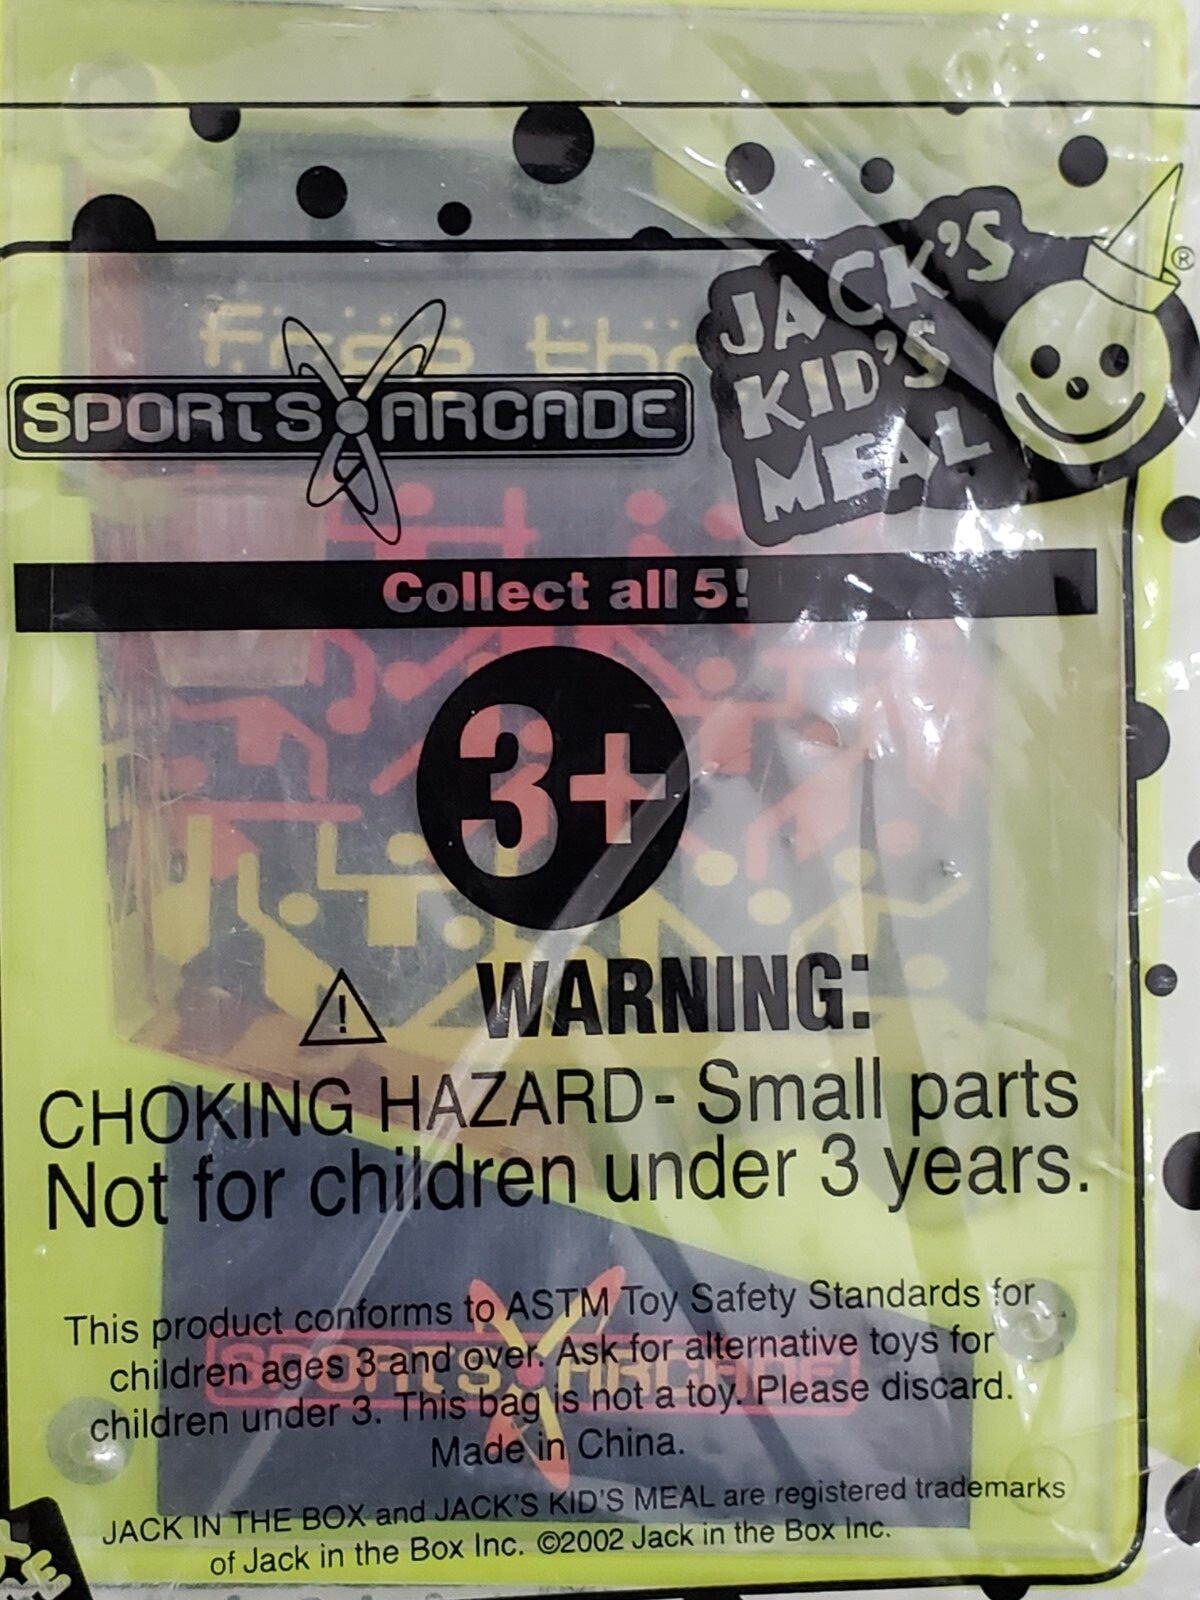 Free thr
SPORTS ARCADE
JACK'S
KID'S
MEAL
®
Collect all 5!
3+
WARNING:
CHOKING HAZARD - Small parts
Not for children under 3 years.
This product conforms to ASTM Toy Safety Standards for
children ages 3 and over. Ask for alternative toys for
children under 3. This bag is not a toy. Please discard.
Made in China.
SPORTS ARCADE
JACK IN THE BOX and JACK'S KID'S MEAL are registered trademarks
of Jack in the Box Inc. ©2002 Jack in the Box Inc.